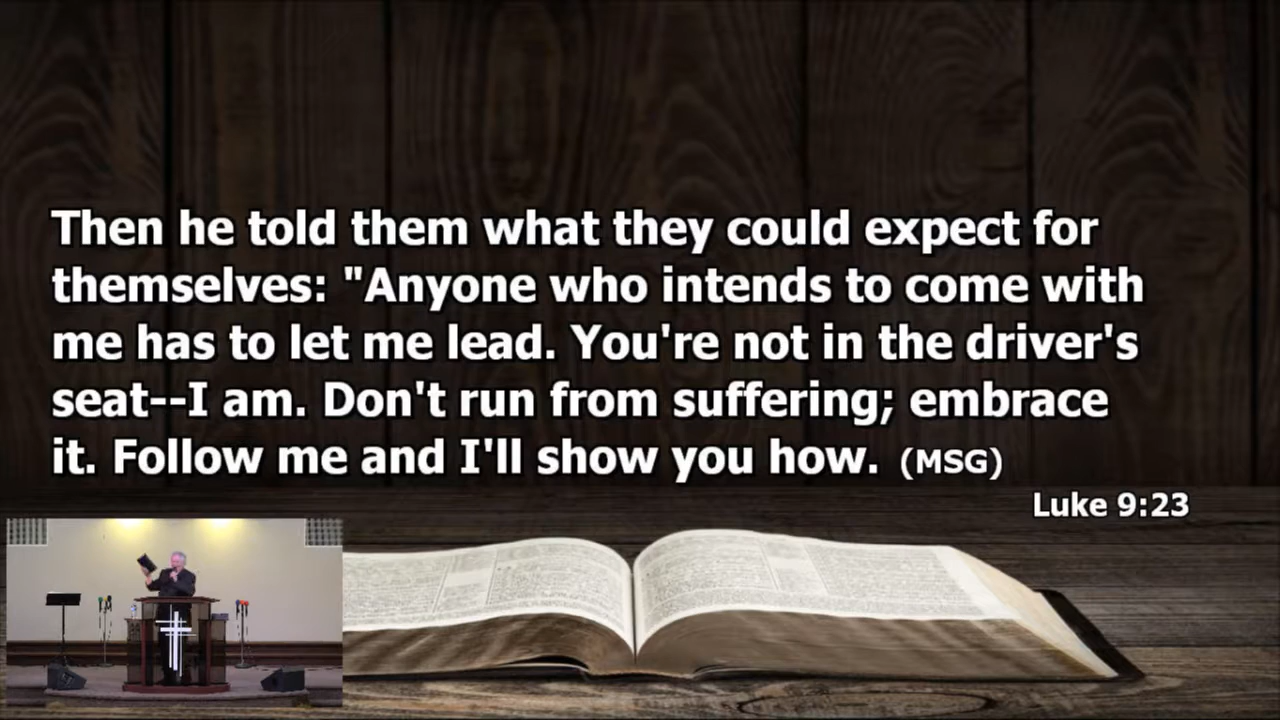 Then he told them what they could expect for
themselves: "Anyone who intends to come with
me has to let me lead. You're not in the driver's
seat--I am. Don't run from suffering; embrace
it. Follow me and I'll show you how. (MSG)
Luke 9:23